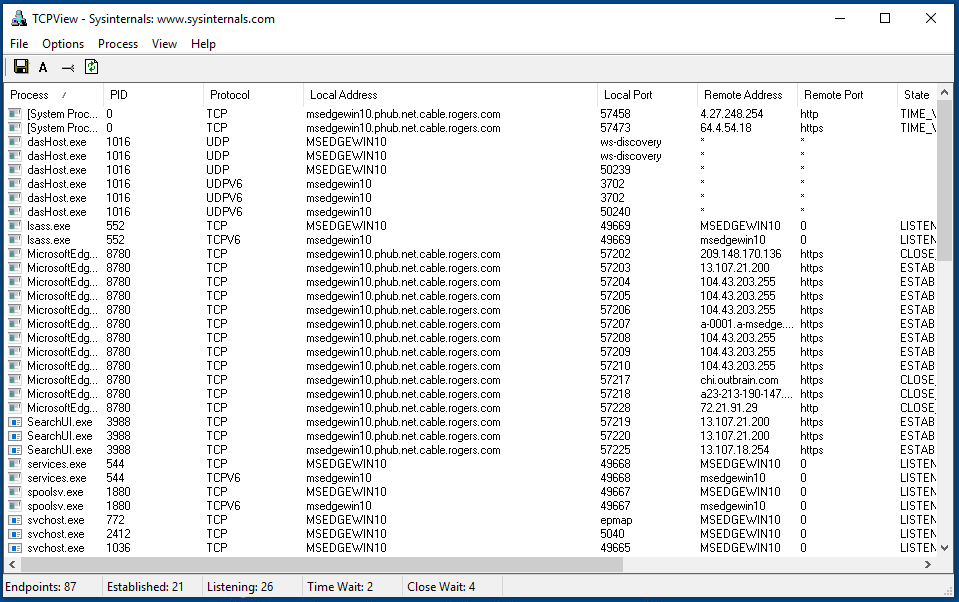 TCPView - Sysinternals: www.sysinternals.com
File Options Process View Help
A
Process / PID Protocol Local Address Local Port Remote Address Remote Port State
[System Proc... 0 TCP msedgewin10.phub.net.cable.rogers.com 57458 4.27.248.254 http TIME_W
[System Proc... 0 TCP msedgewin10.phub.net.cable.rogers.com 57473 64.4.54.18 https TIME_W
dasHost.exe 1016 UDP MSEDGEWIN10 ws-discovery * *
dasHost.exe 1016 UDP MSEDGEWIN10 ws-discovery * *
dasHost.exe 1016 UDP MSEDGEWIN10 50239 * *
dasHost.exe 1016 UDPV6 msedgewin10 3702 * *
dasHost.exe 1016 UDPV6 msedgewin10 3702 * *
dasHost.exe 1016 UDPV6 msedgewin10 50240 * *
lsass.exe 552 TCP MSEDGEWIN10 49669 MSEDGEWIN10 0 LISTEN
lsass.exe 552 TCPV6 msedgewin10 49669 msedgewin10 0 LISTEN
MicrosoftEdg... 8780 TCP msedgewin10.phub.net.cable.rogers.com 57202 209.148.170.136 https CLOSE_
MicrosoftEdg... 8780 TCP msedgewin10.phub.net.cable.rogers.com 57203 13.107.21.200 https ESTAB
MicrosoftEdg... 8780 TCP msedgewin10.phub.net.cable.rogers.com 57204 104.43.203.255 https ESTAB
MicrosoftEdg... 8780 TCP msedgewin10.phub.net.cable.rogers.com 57205 104.43.203.255 https ESTAB
MicrosoftEdg... 8780 TCP msedgewin10.phub.net.cable.rogers.com 57206 104.43.203.255 https ESTAB
MicrosoftEdg... 8780 TCP msedgewin10.phub.net.cable.rogers.com 57207 a-0001.a-msedge.... https ESTAB
MicrosoftEdg... 8780 TCP msedgewin10.phub.net.cable.rogers.com 57208 104.43.203.255 https ESTAB
MicrosoftEdg... 8780 TCP msedgewin10.phub.net.cable.rogers.com 57209 104.43.203.255 https ESTAB
MicrosoftEdg... 8780 TCP msedgewin10.phub.net.cable.rogers.com 57210 104.43.203.255 https ESTAB
MicrosoftEdg... 8780 TCP msedgewin10.phub.net.cable.rogers.com 57217 chi.outbrain.com https CLOSE_
MicrosoftEdg... 8780 TCP msedgewin10.phub.net.cable.rogers.com 57218 a23-213-190-147.... https CLOSE_
MicrosoftEdg... 8780 TCP msedgewin10.phub.net.cable.rogers.com 57228 72.21.91.29 http CLOSE_
SearchUI.exe 3988 TCP msedgewin10.phub.net.cable.rogers.com 57219 13.107.21.200 https ESTAB
SearchUI.exe 3988 TCP msedgewin10.phub.net.cable.rogers.com 57220 13.107.21.200 https ESTAB
SearchUI.exe 3988 TCP msedgewin10.phub.net.cable.rogers.com 57225 13.107.18.254 https ESTAB
services.exe 544 TCP MSEDGEWIN10 49668 MSEDGEWIN10 0 LISTEN
services.exe 544 TCPV6 msedgewin10 49668 msedgewin10 0 LISTEN
spoolsv.exe 1880 TCP MSEDGEWIN10 49667 MSEDGEWIN10 0 LISTEN
spoolsv.exe 1880 TCPV6 msedgewin10 49667 msedgewin10 0 LISTEN
svchost.exe 772 TCP MSEDGEWIN10 epmap MSEDGEWIN10 0 LISTEN
svchost.exe 2412 TCP MSEDGEWIN10 5040 MSEDGEWIN10 0 LISTEN
svchost.exe 1036 TCP MSEDGEWIN10 49665 MSEDGEWIN10 0 LISTEN
Endpoints: 87 Established: 21 Listening: 26 Time Wait: 2 Close Wait: 4